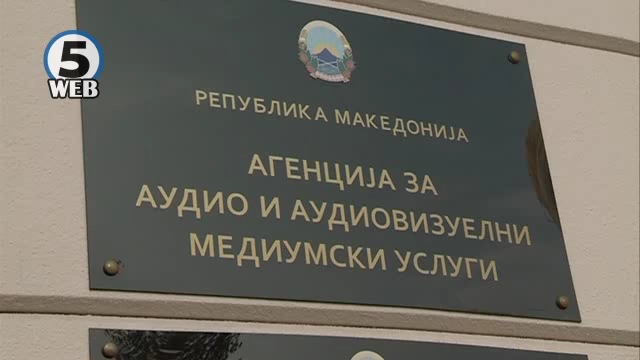 5
WEB
РЕПУБЛИКА МАКЕДОНИЈА
АГЕНЦИЈА ЗА
АУДИО И АУДИОВИЗУЕЛНИ
МЕДИУМСКИ УСЛУГИ